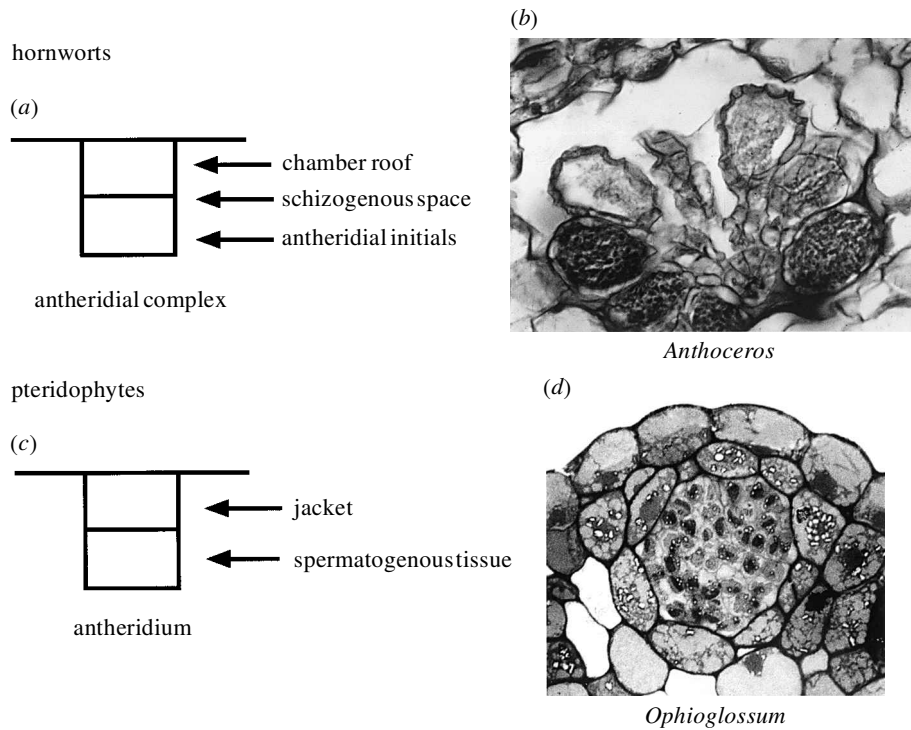 hornworts
(a)
chamber roof
schizogenous space
antheridial initials
antheridial complex
(b)
Anthoceros
pteridophytes
(c)
jacket
spermatogenous tissue
antheridium
(d)
Ophioglossum